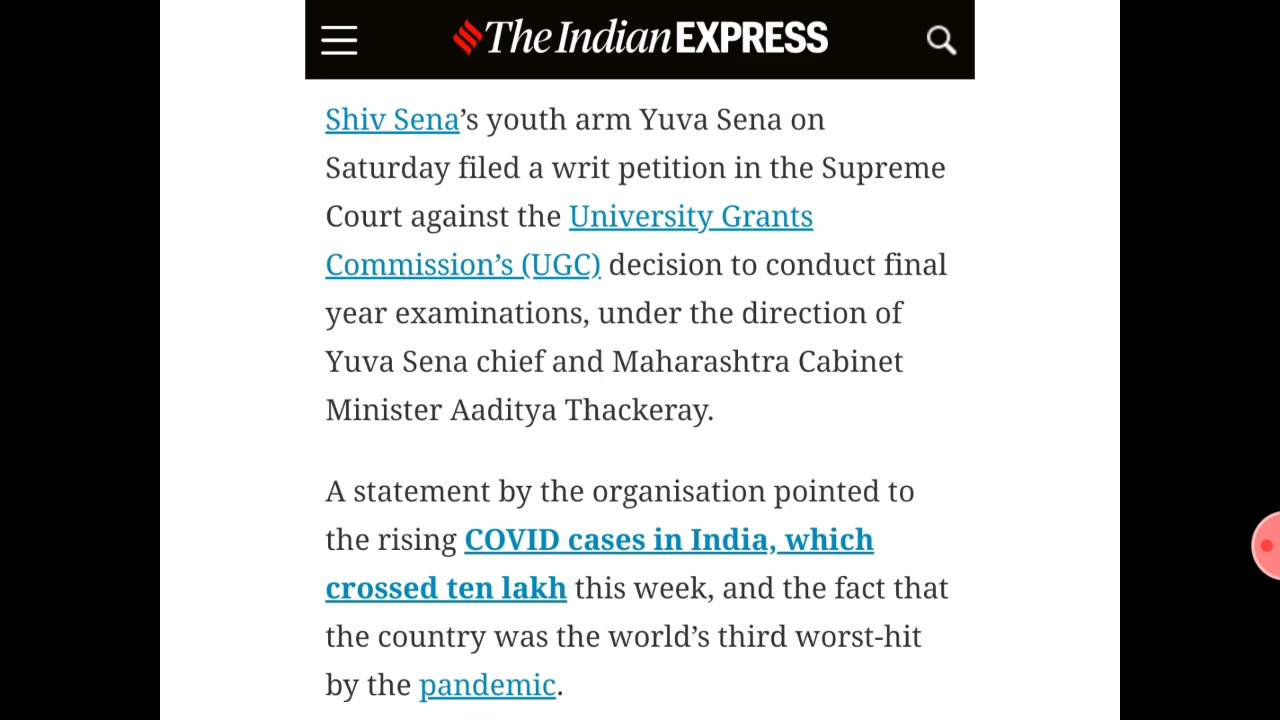 The Indian EXPRESS
Shiv Sena’s youth arm Yuva Sena on
Saturday filed a writ petition in the Supreme
Court against the University Grants
Commission’s (UGC) decision to conduct final
year examinations, under the direction of
Yuva Sena chief and Maharashtra Cabinet
Minister Aaditya Thackeray.
A statement by the organisation pointed to
the rising COVID cases in India, which
crossed ten lakh this week, and the fact that
the country was the world’s third worst-hit
by the pandemic.